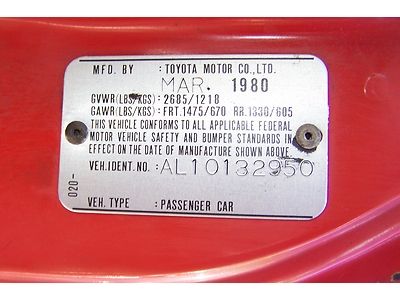 MFD. BY : TOYOTA MOTOR CO., LTD.
MAR. 1980
GVWR(LBS/KGS): 2685/1218
GAWR(LBS/KGS): FRT. 1475/670 RR. 1330/605
THIS VEHICLE CONFORMS TO ALL APPLICABLE FEDERAL
MOTOR VEHICLE SAFETY AND BUMPER STANDARDS IN
EFFECT ON THE DATE OF MANUFACTURE SHOWN ABOVE.
VEH. IDENT. NO. : AL10132950
VEH. TYPE : PASSENGER CAR
020-